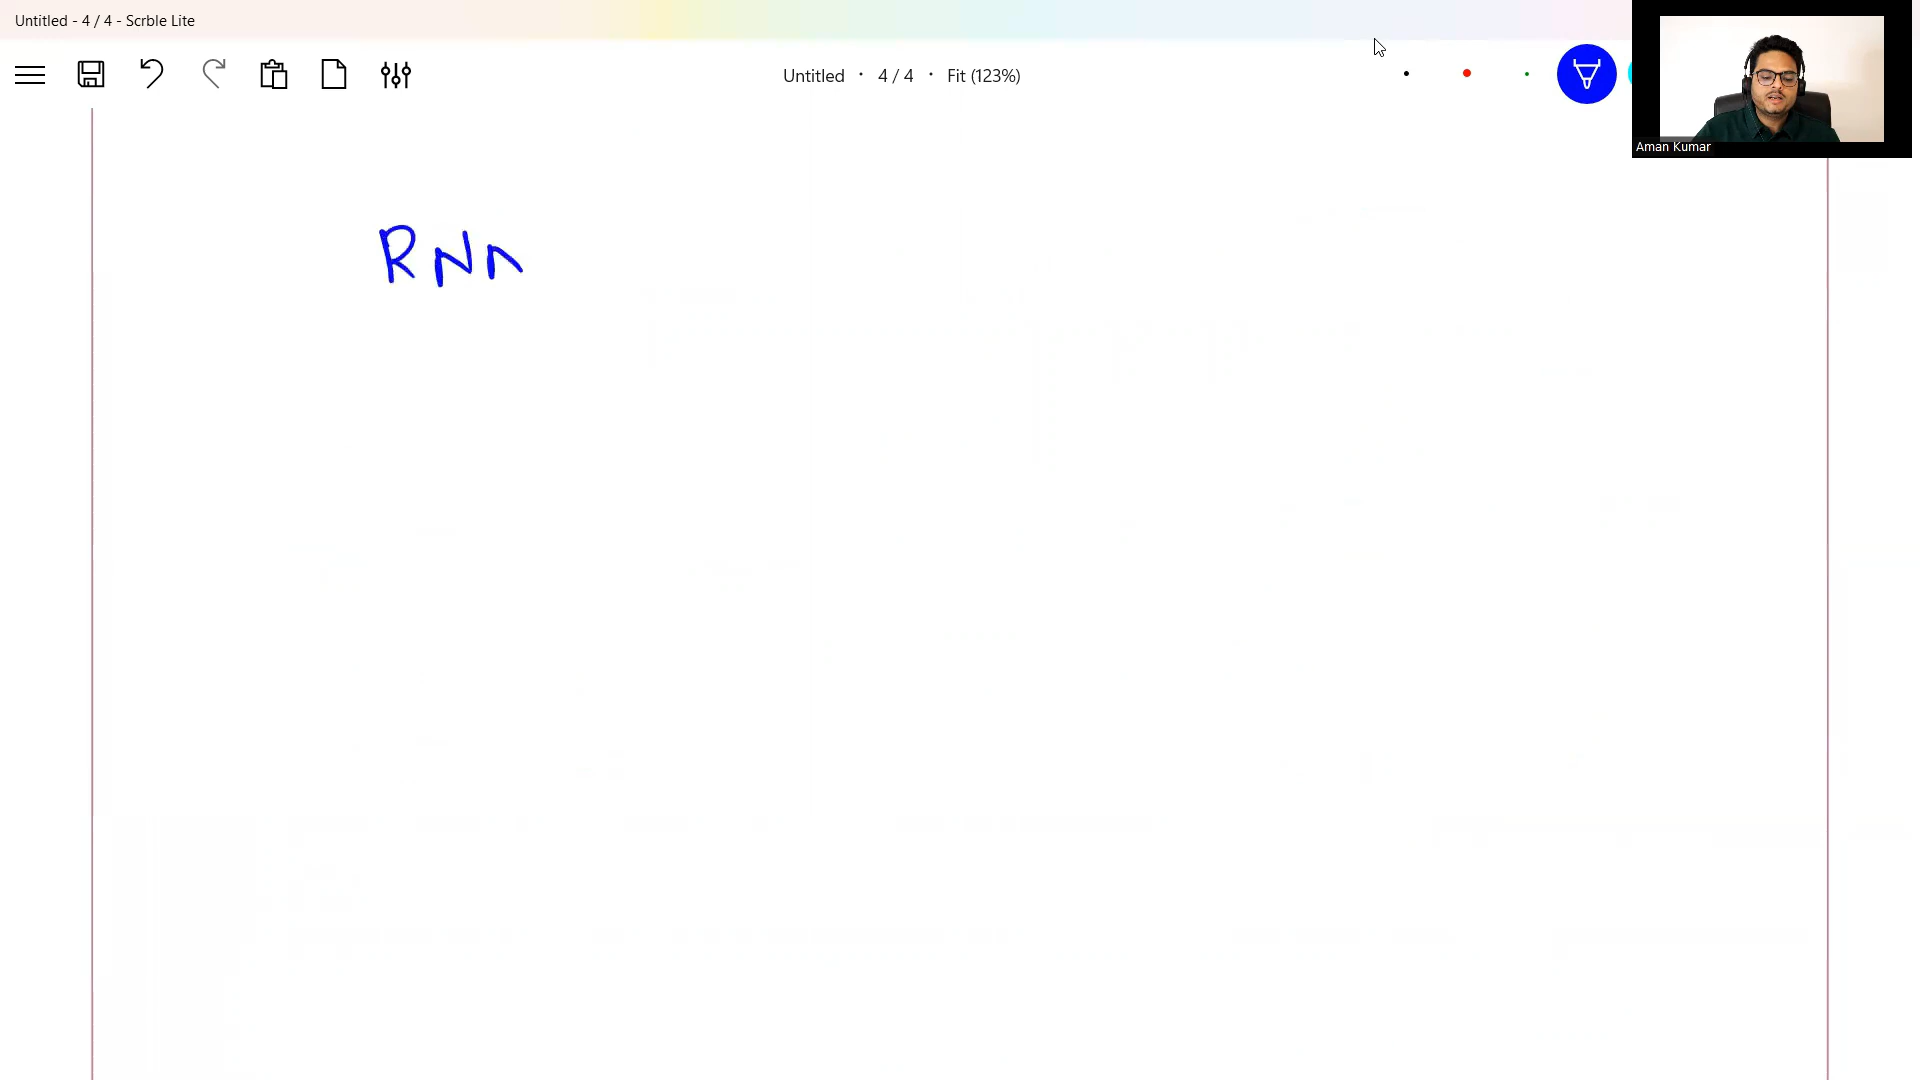 Untitled - 4 / 4 - Scrble Lite
Untitled · 4 / 4 · Fit (123%)
Aman Kumar
RNN